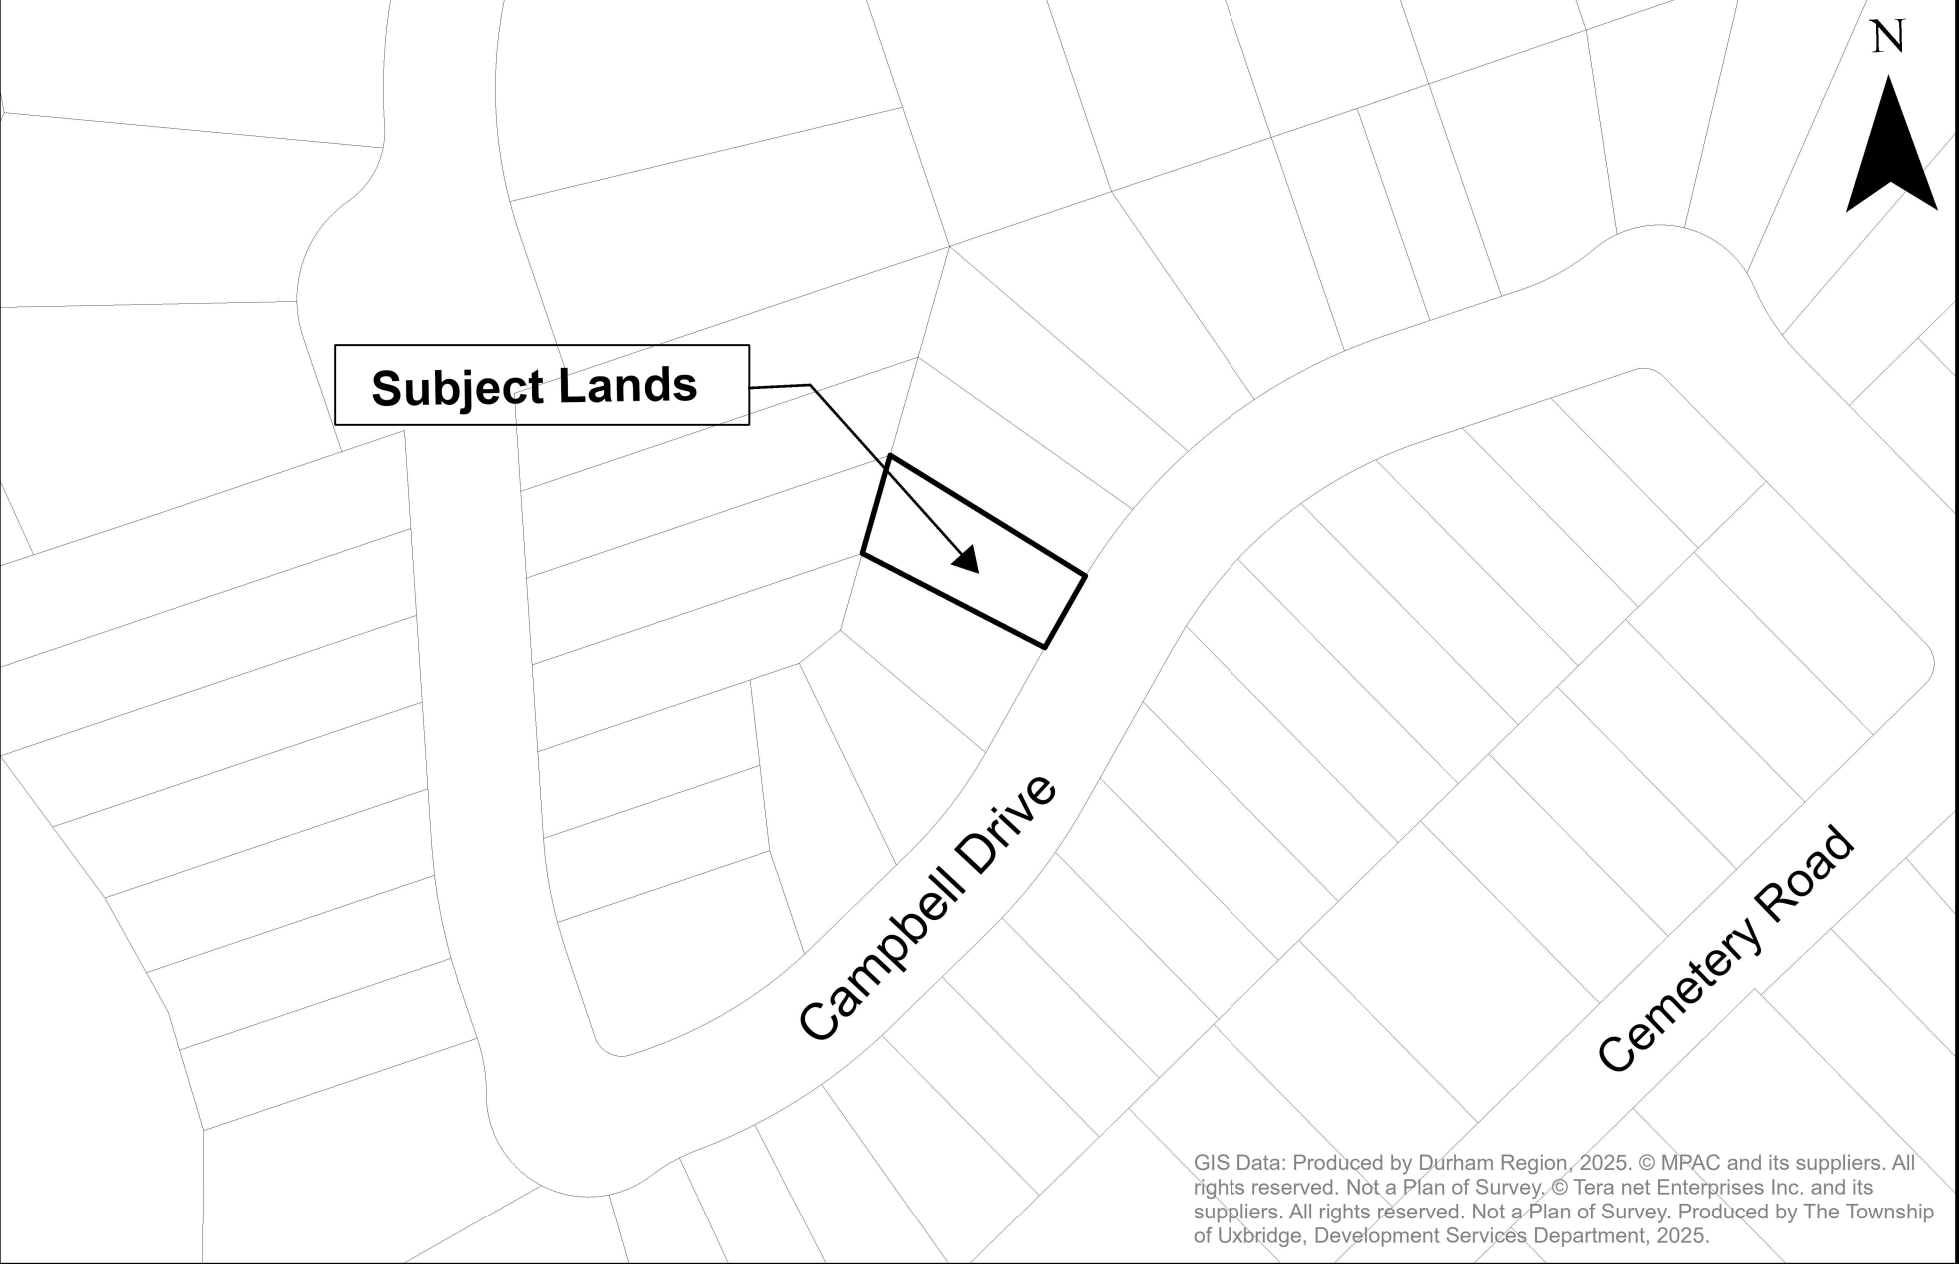 N
Subject Lands
Campbell Drive
Cemetery Road
GIS Data: Produced by Durham Region, 2025. © MPAC and its suppliers. All
rights reserved. Not a Plan of Survey. © Tera net Enterprises Inc. and its
suppliers. All rights reserved. Not a Plan of Survey. Produced by The Township
of Uxbridge, Development Services Department, 2025.